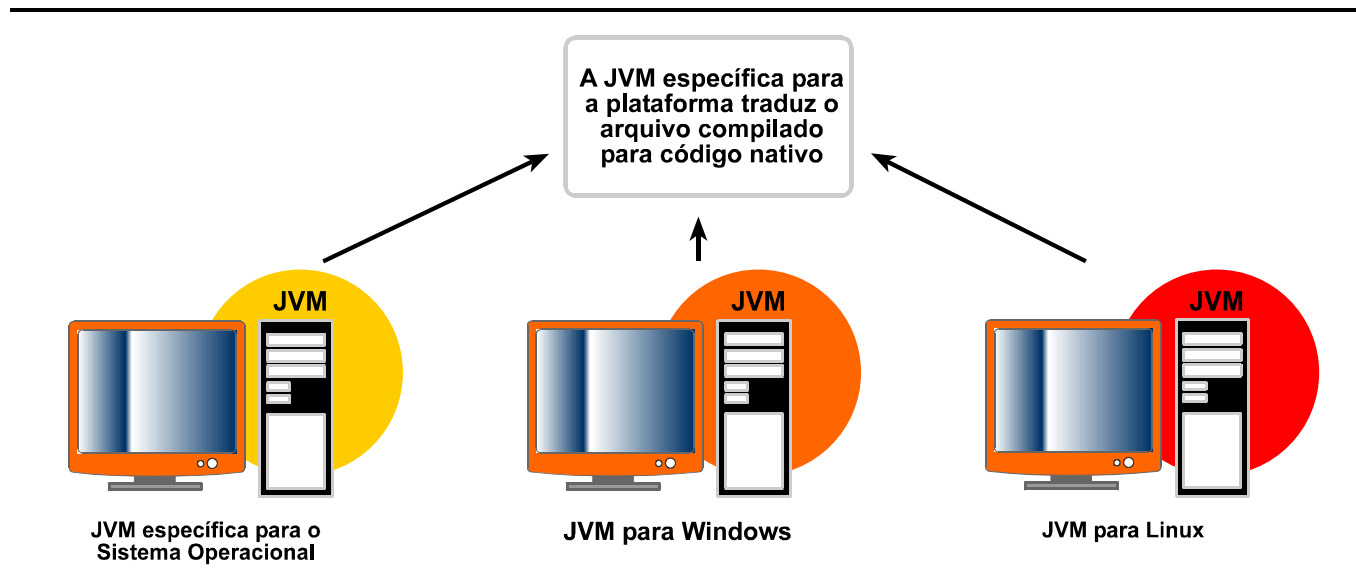 A JVM específica para
a plataforma traduz o
arquivo compilado
para código nativo
JVM
JVM
JVM
JVM específica para o
Sistema Operacional
JVM para Windows
JVM para Linux